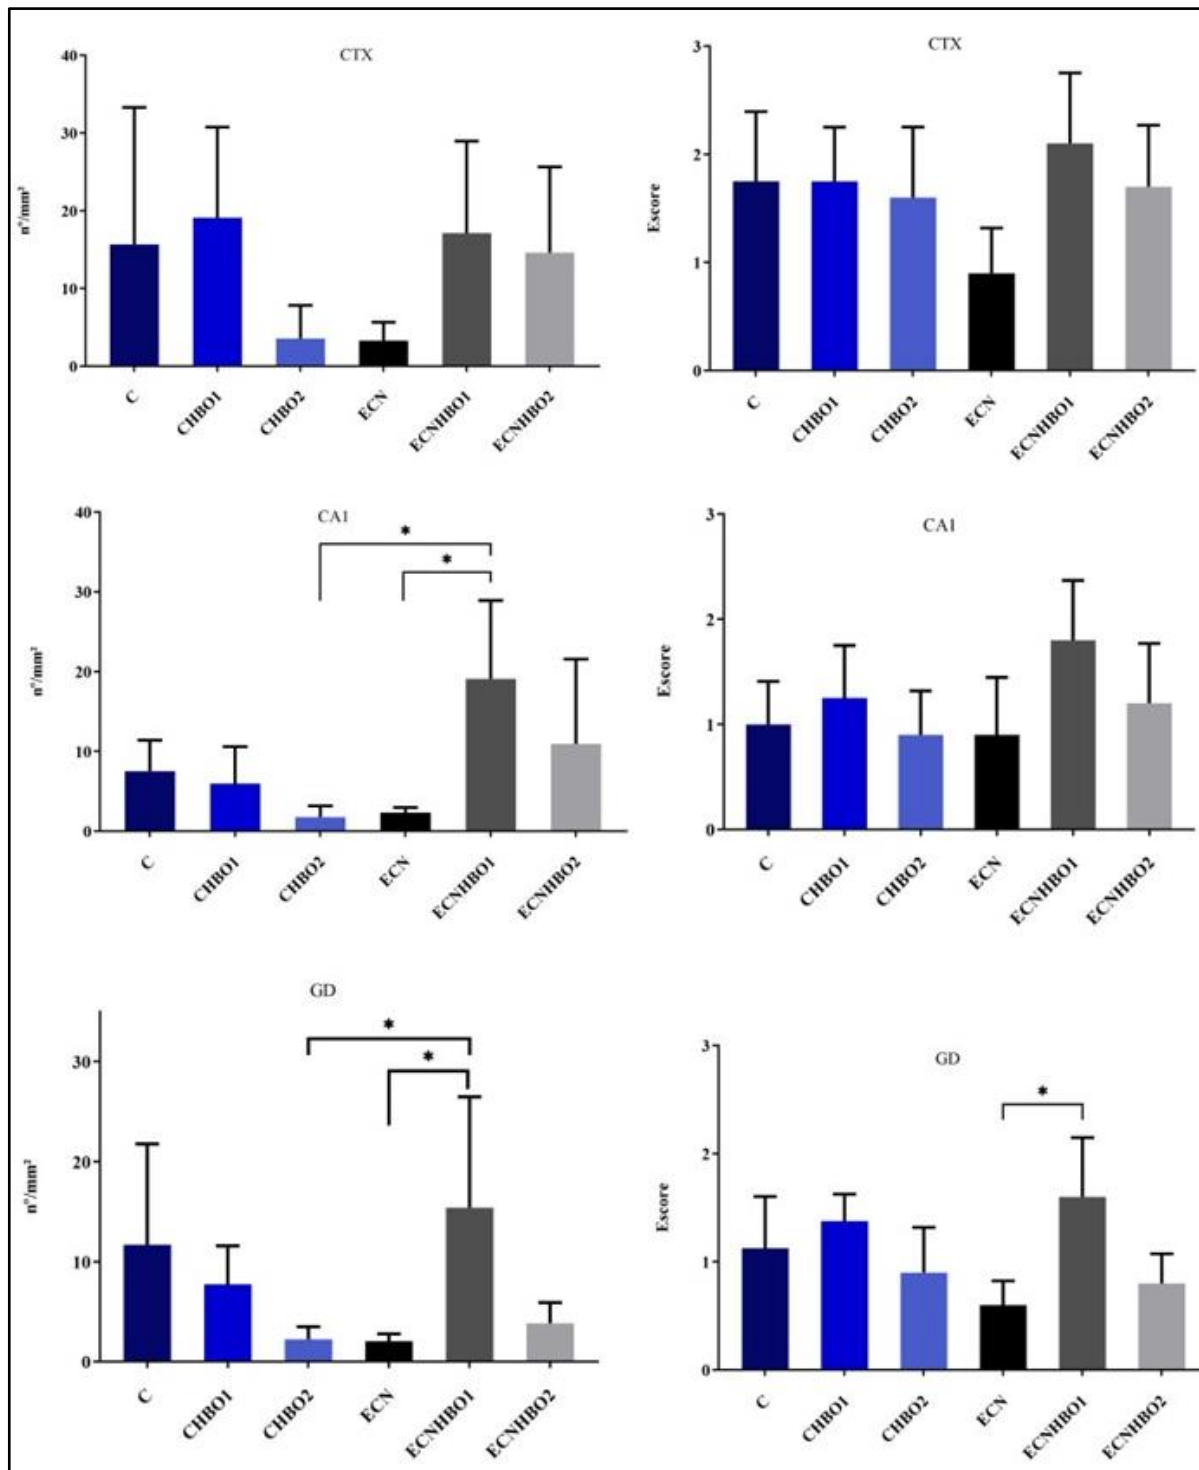 CTX
40
30
20
10
0
n°/mm²
C
CHBO1
CHBO2
ECN
ECNHBO1
ECNHBO2
CTX
3
2
1
0
Escore
C
CHBO1
CHBO2
ECN
ECNHBO1
ECNHBO2
CA1
40
30
20
10
0
n°/mm²
*
*
C
CHBO1
CHBO2
ECN
ECNHBO1
ECNHBO2
CA1
3
2
1
0
Escore
C
CHBO1
CHBO2
ECN
ECNHBO1
ECNHBO2
GD
30
20
10
0
n°/mm²
*
*
C
CHBO1
CHBO2
ECN
ECNHBO1
ECNHBO2
GD
3
2
1
0
Escore
*
C
CHBO1
CHBO2
ECN
ECNHBO1
ECNHBO2